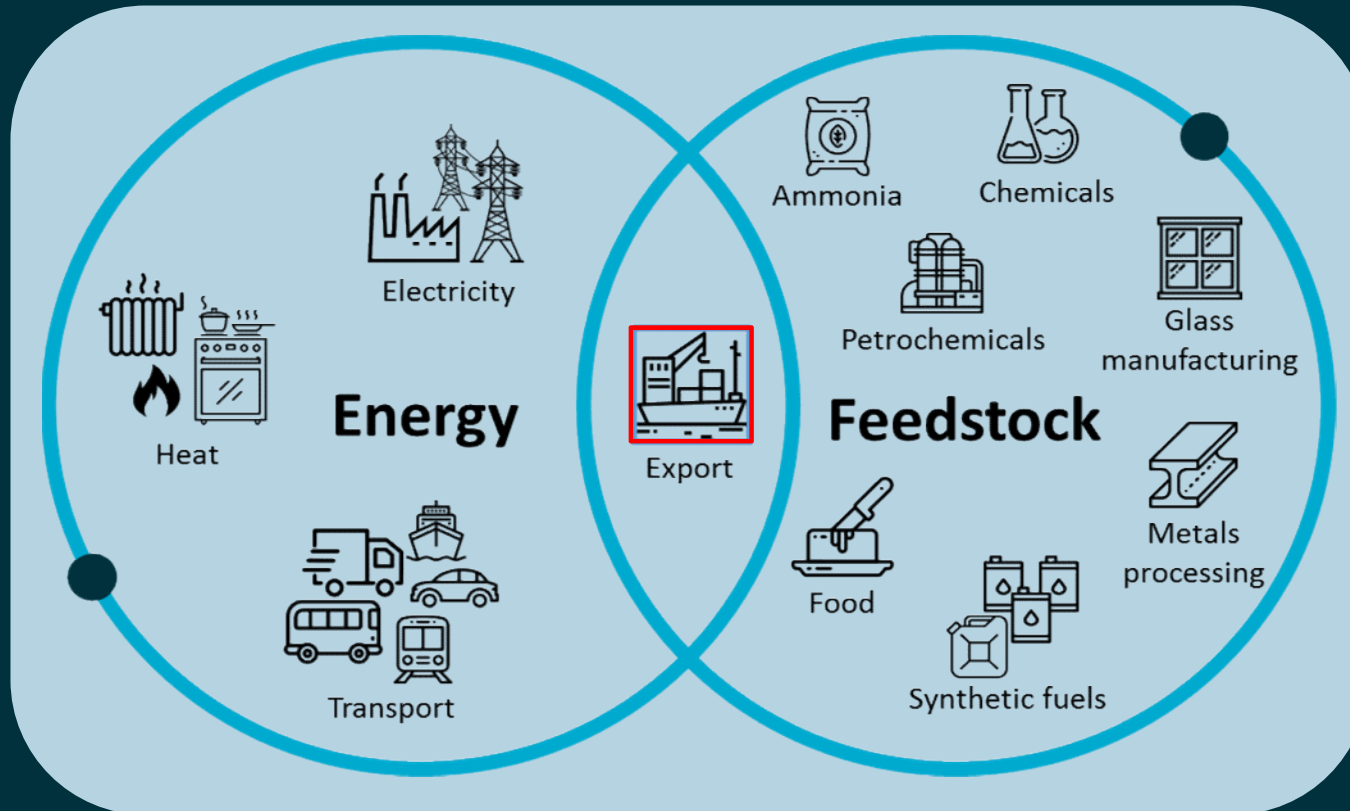 Electricity
Heat
Energy
Transport
Export
Ammonia
Chemicals
Petrochemicals
Glass
manufacturing
Feedstock
Metals
processing
Food
Synthetic fuels